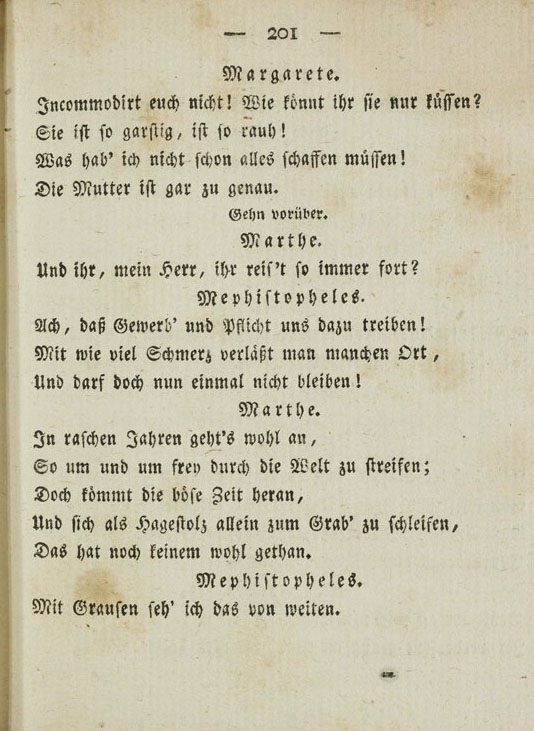 — 201 —
Margarete.
Incommodirt euch nicht! Wie könnt ihr sie nur küssen?
Sie ist so garstig, ist so rauh!
Was hab' ich nicht schon alles schaffen müssen!
Die Mutter ist gar zu genau.
Gehn vorüber.
Marthe.
Und ihr, mein Herr, ihr reis't so immer fort?
Mephistopheles.
Ach, daß Gewerb' und Pflicht uns dazu treiben!
Mit wie viel Schmerz verläßt man manchen Ort,
Und darf doch nun einmal nicht bleiben!
Marthe.
In raschen Jahren geht's wohl an,
So um und um frey durch die Welt zu streifen;
Doch kömmt die böse Zeit heran,
Und sich als Hagestolz allein zum Grab' zu schleifen,
Das hat noch keinem wohl gethan.
Mephistopheles.
Mit Grausen seh' ich das von weiten.